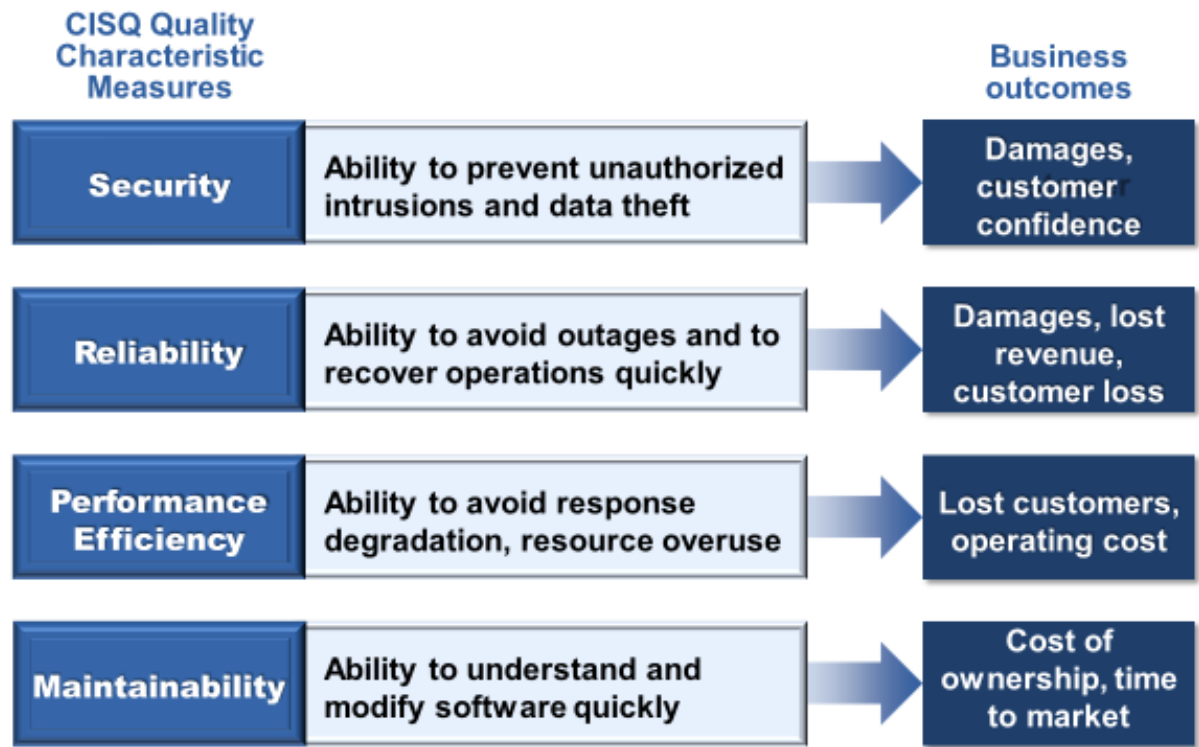 CISQ Quality
Characteristic
Measures
Business
outcomes
Security
Ability to prevent unauthorized
intrusions and data theft
Damages,
customer
confidence
Reliability
Ability to avoid outages and to
recover operations quickly
Damages, lost
revenue,
customer loss
Performance
Efficiency
Ability to avoid response
degradation, resource overuse
Lost customers,
operating cost
Maintainability
Ability to understand and
modify software quickly
Cost of
ownership, time
to market